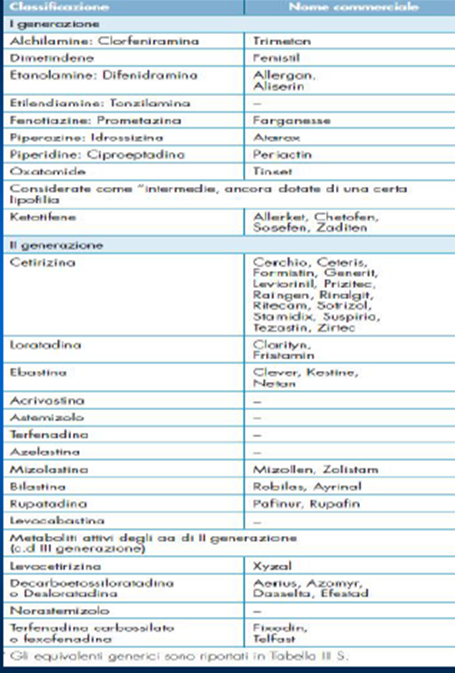 Classificazione Nome commerciale
I generazione
Alchilamine: Clorfeniramina Trimeton
Dimetindene Fenistil
Etanolamine: Difenidramina Allergan,
Aliserin
Etilendiamine: Tonzilamina –
Fenotiazine: Prometazina Farganesse
Piperazine: Idrossizina Atarax
Piperidine: Ciproeptadina Periactin
Oxatomide Tinset
Considerate come "intermedie, ancora dotate di una certa
lipofilia
Ketotifene Allerket, Chetofen,
Sosefen, Zaditen
II generazione
Cetirizina Cerchio, Ceteris,
Formistin, Generit,
Leviorinil, Prizitec,
Raingen, Rinalgit,
Ritecam, Sotrizol,
Stamidix, Suspiria,
Tezastin, Zirtec
Loratadina Clarityn,
Fristamin
Ebastina Clever, Kestine,
Netan
Acrivastina –
Astemizolo –
Terfenadina –
Azelastina –
Mizolastina Mizollen, Zolistam
Bilastina Robilas, Ayrinal
Rupatadina Pafinur, Rupafin
Levocabastina –
Metaboliti attivi degli aa di II generazione
(c.d III generazione)
Levocetirizina Xyzal
Decarboetossiloratadina Aerius, Azomyr,
o Desloratadina Dasselta, Efestad
Norastemizolo –
Terfenadina carbossilato Fixodin,
o fexofenadina Telfast
* Gli equivalenti generici sono riportati in Tabella III S.